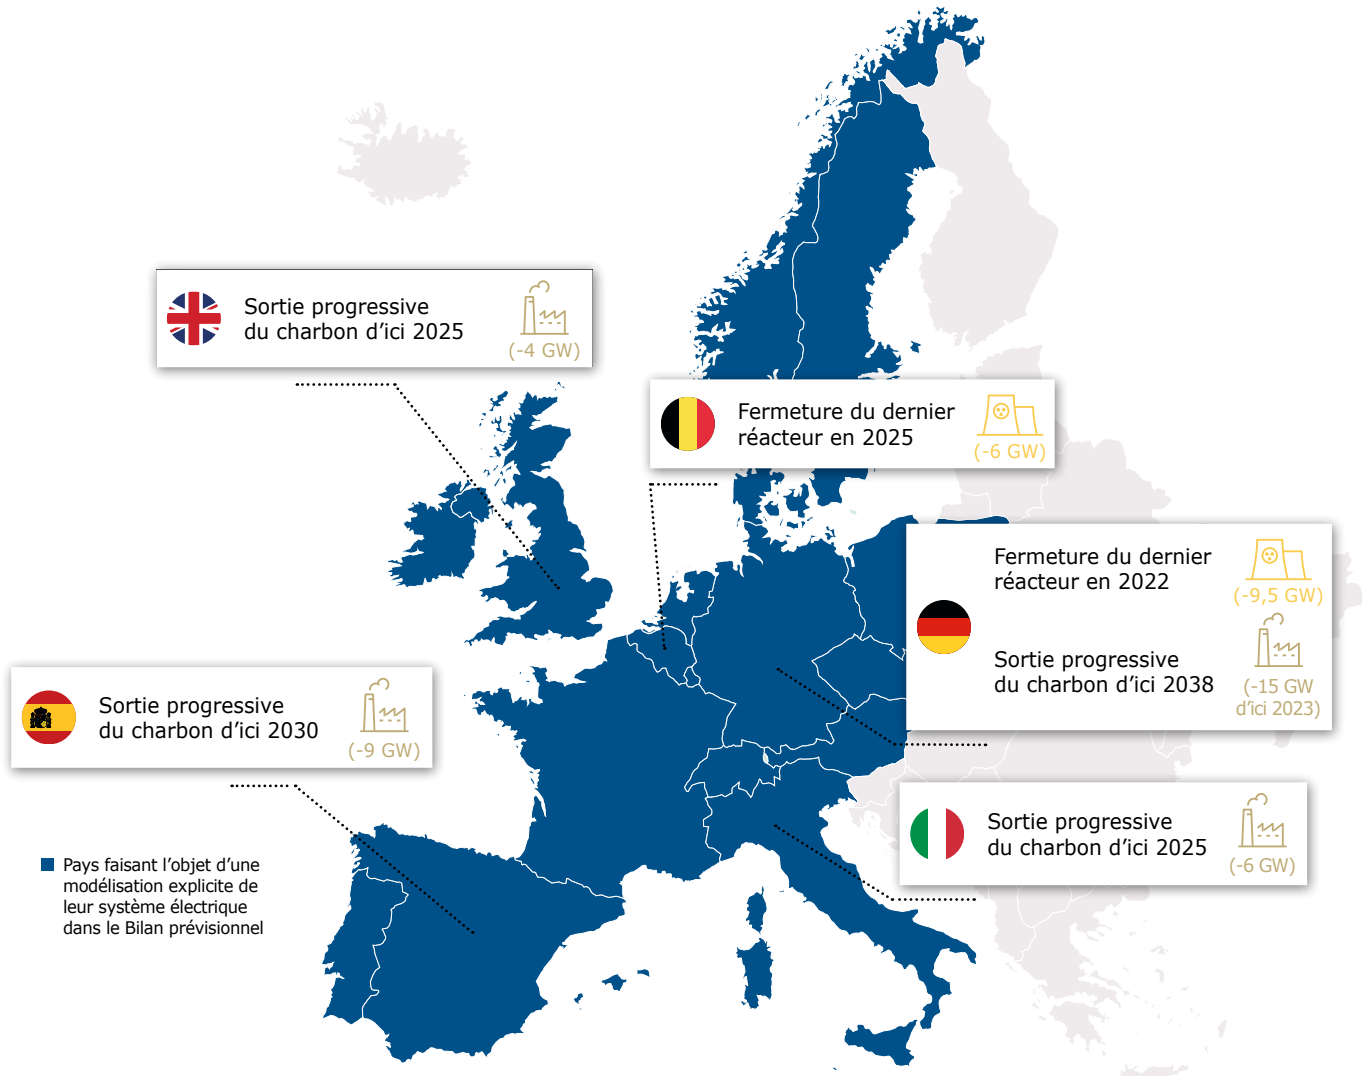 Sortie progressive
du charbon d’ici 2025
(-4 GW)
Fermeture du dernier
réacteur en 2025
(-6 GW)
Fermeture du dernier
réacteur en 2022
(-9,5 GW)
Sortie progressive
du charbon d’ici 2038
(-15 GW
d’ici 2023)
Sortie progressive
du charbon d’ici 2030
(-9 GW)
Sortie progressive
du charbon d’ici 2025
(-6 GW)
Pays faisant l’objet d’une
modélisation explicite de
leur système électrique
dans le Bilan prévisionnel